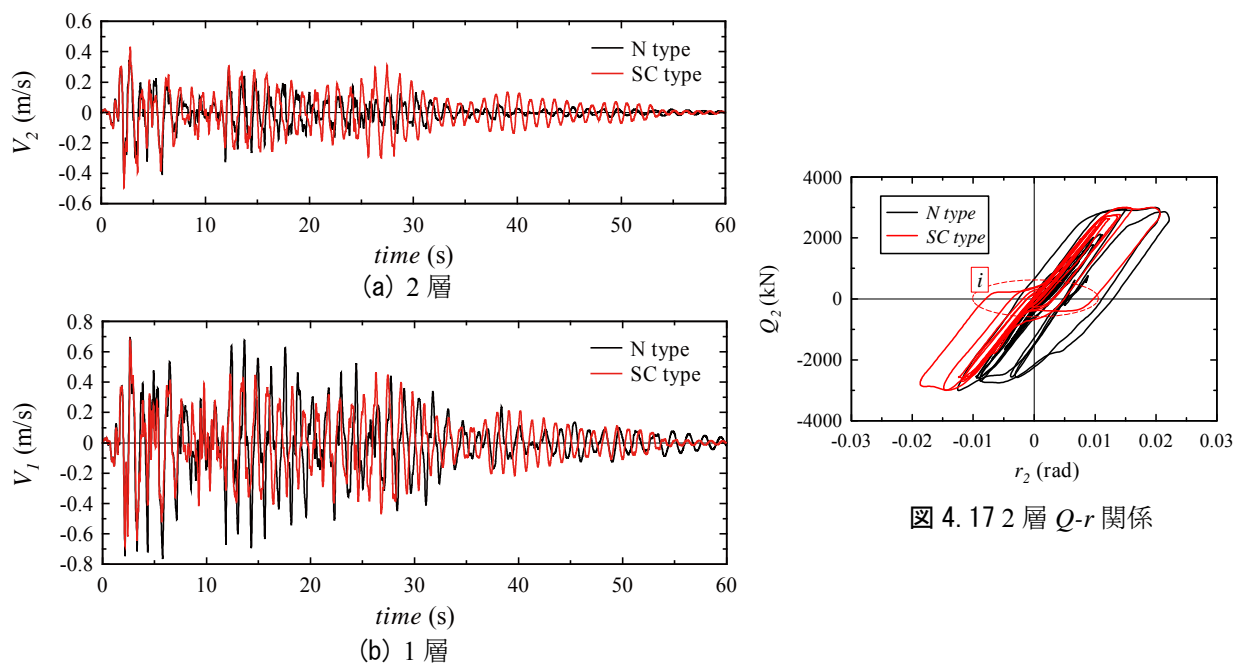 0.6
0.4
0.2
0
-0.2
-0.4
-0.6
V2 (m/s)
N type
SC type
0 10 20 30 40 50 60
time (s)
(a) 2 層
0.8
0.6
0.4
0.2
0
-0.2
-0.4
-0.6
-0.8
V1 (m/s)
N type
SC type
0 10 20 30 40 50 60
time (s)
(b) 1 層
4000
2000
0
-2000
-4000
Q2 (kN)
N type
SC type
i
-0.03 -0.02 -0.01 0 0.01 0.02 0.03
r2 (rad)
図 4.17 2 層 Q-r 関係